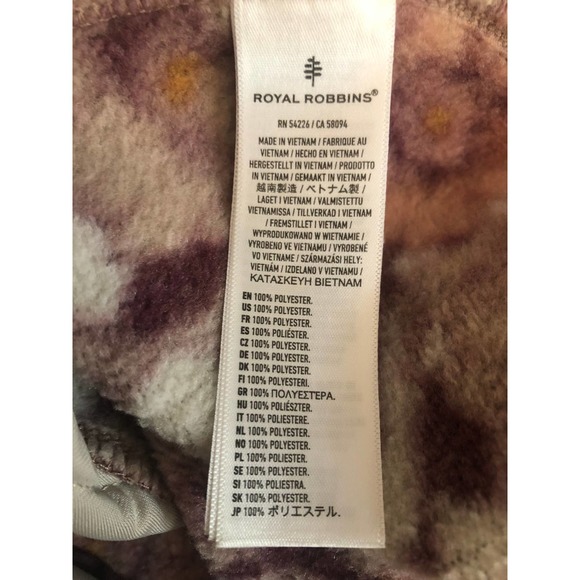 ROYAL ROBBINS®
RN 54226 / CA 58094
MADE IN VIETNAM / FABRIQUE AU
VIETNAM / HECHO EN VIETNAM /
HERGESTELLT IN VIETNAM / PRODOTTO
IN VIETNAM / GEMAAKT IN VIETNAM /
越南製造 / ベトナム製 /
LAGET I VIETNAM / VALMISTETTU
VIETNAMISSA / TILLVERKAD I VIETNAM
/ FREMSTILLET I VIETNAM /
WYPRODUKOWANO W WIETNAMIE /
VYROBENO VE VIETNAMU / VYROBENÉ
VO VIETNAME / SZÁRMAZÁSI HELY:
VIETNÁM / IZDELANO V VIETNAMU /
ΚΑΤΑΣΚΕΥΗ ΒΙΕΤΝΑΜ
EN 100% POLYESTER.
US 100% POLYESTER.
FR 100% POLYESTER.
ES 100% POLIÉSTER.
CZ 100% POLYESTER.
DE 100% POLYESTER.
DK 100% POLYESTER.
FI 100% POLYESTERI.
GR 100% ΠΟΛΥΕΣΤΈΡΑ.
HU 100% POLIÉSZTER.
IT 100% POLIESTERE.
NL 100% POLYESTER.
NO 100% POLYESTER.
PL 100% POLIESTER.
SE 100% POLYESTER.
SI 100% POLIESTRA.
SK 100% POLYESTER.
JP 100% ポリエステル.